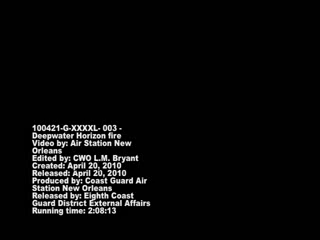 100421-G-XXXXL- 003 -
Deepwater Horizon fire
Video by: Air Station New
Orleans
Edited by: CWO L.M. Bryant
Created: April 20, 2010
Released: April 20, 2010
Produced by: Coast Guard Air
Station New Orleans
Released by: Eighth Coast
Guard District External Affairs
Running time: 2:08:13